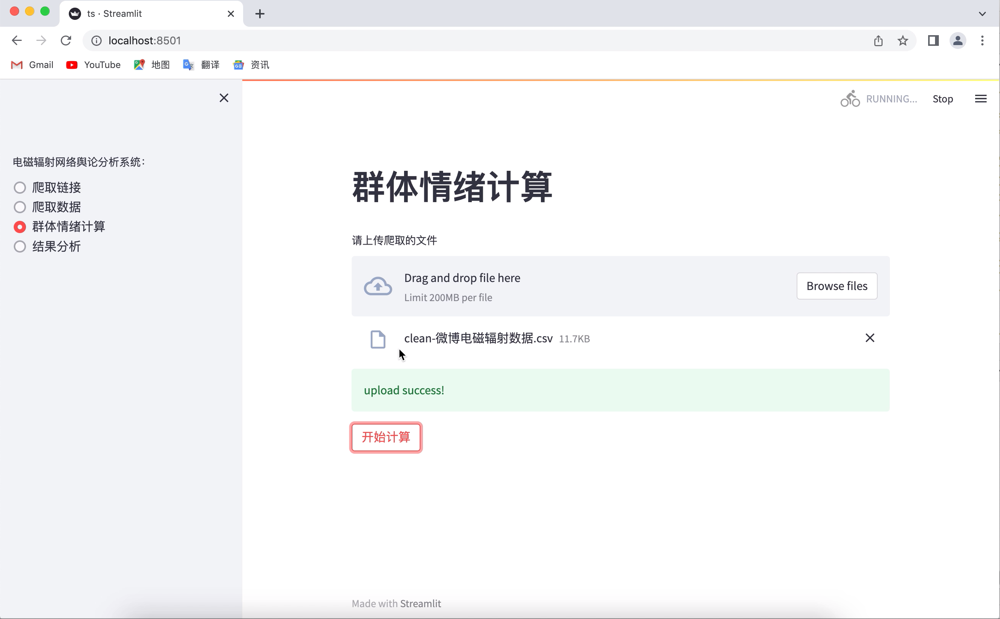 ts · Streamlit
localhost:8501
Gmail YouTube 地图 翻译 资讯
RUNNING... Stop
电磁辐射网络舆论分析系统：
爬取链接
爬取数据
群体情绪计算
结果分析
群体情绪计算
请上传爬取的文件
Drag and drop file here
Limit 200MB per file
Browse files
clean-微博电磁辐射数据.csv 11.7KB
upload success!
开始计算
Made with Streamlit